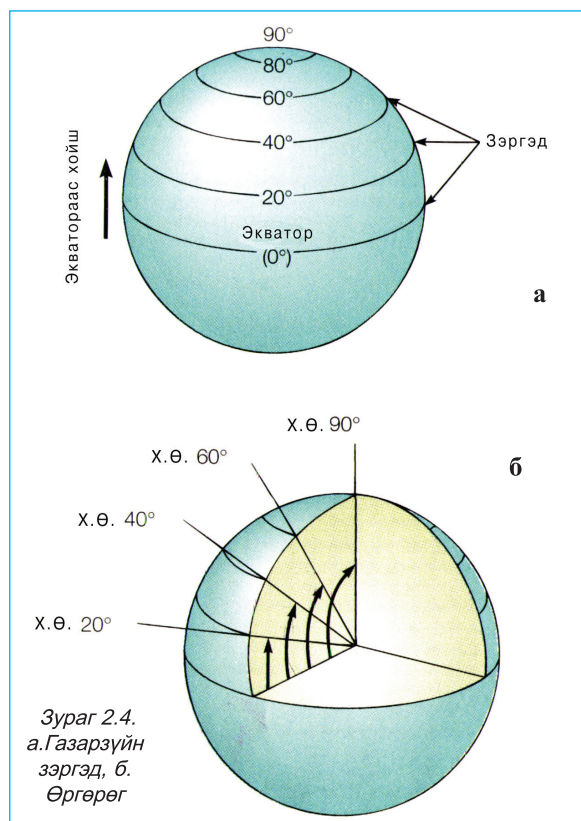 90°
80°
60°
40°
20°
Экватор
(0°)
Зэргэд
Экватораас хойш
а
Х.Ө. 90°
Х.Ө. 60°
Х.Ө. 40°
Х.Ө. 20°
б
Зураг 2.4.
а.Газарзүйн
зэргэд, б.
Өргөрөг